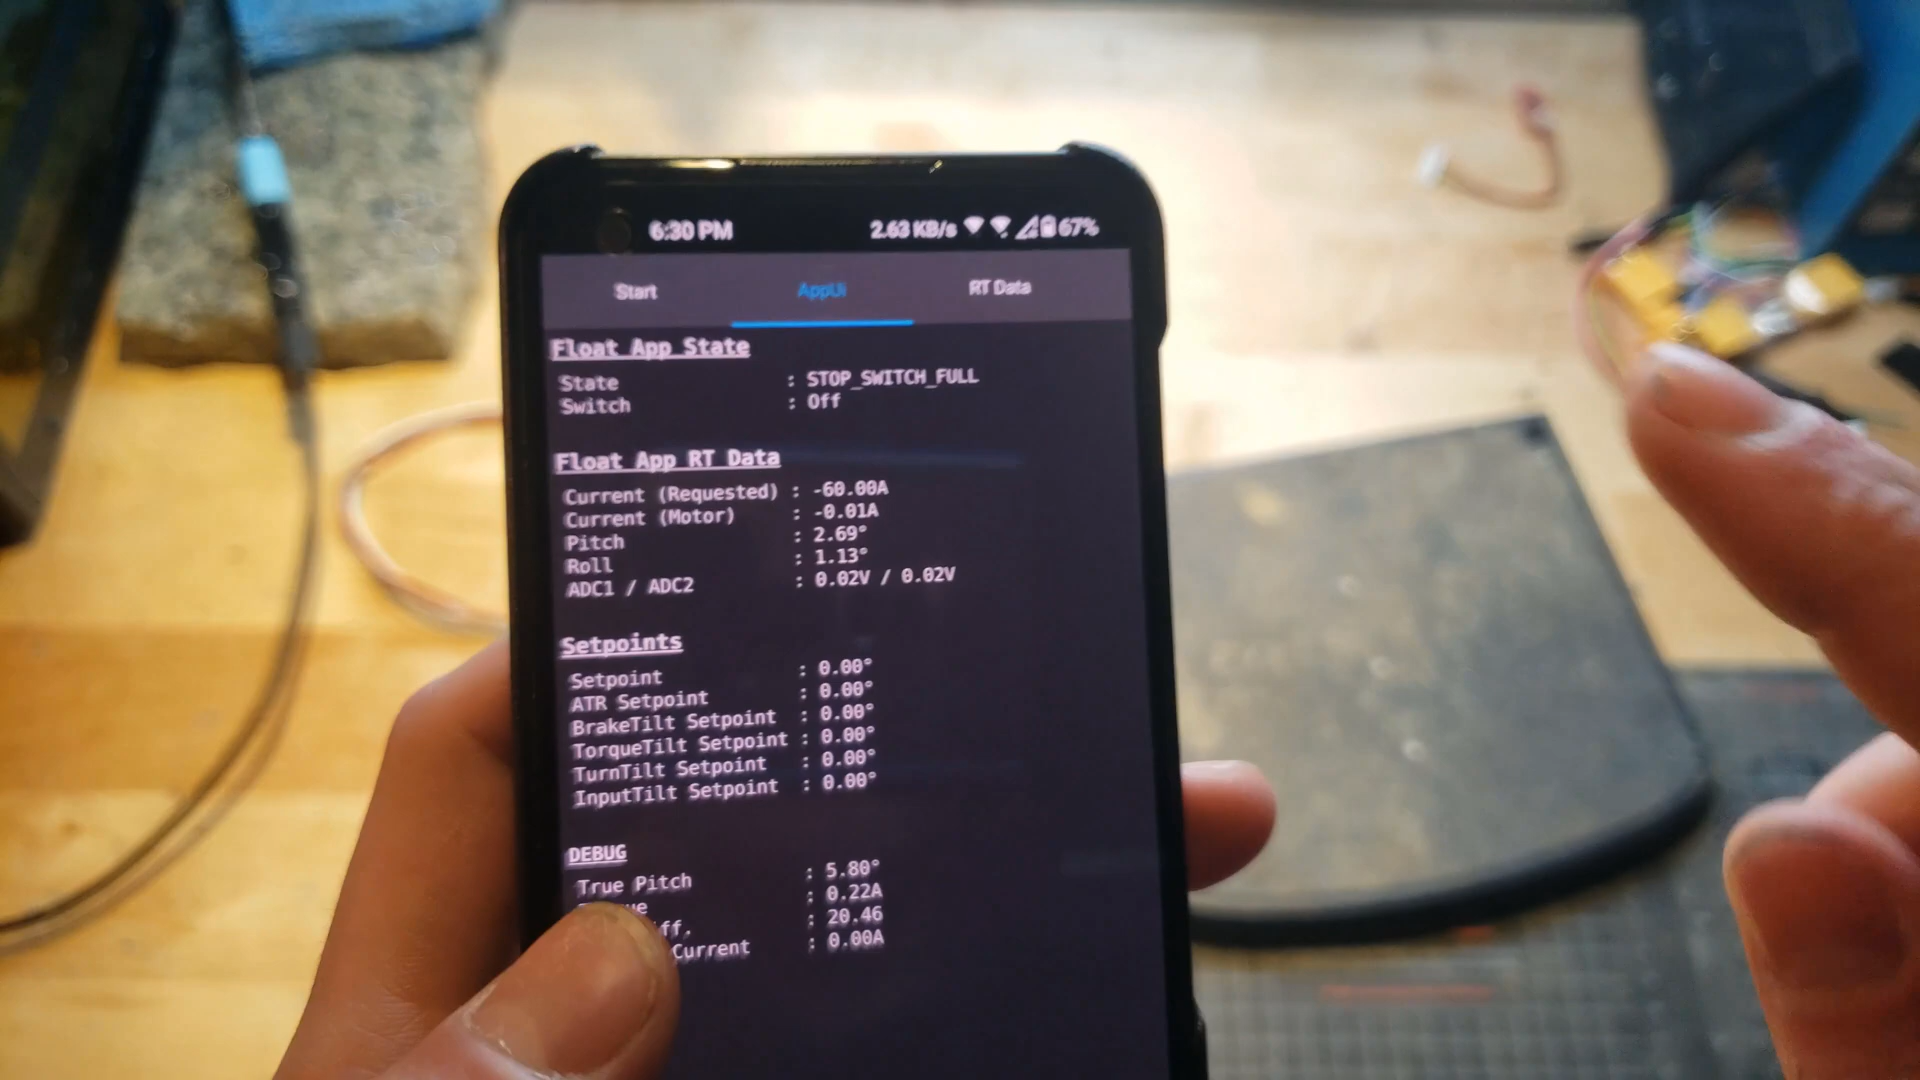 6:30 PM 2.63 KB/s 67%
Start AppUi RT Data
Float App State
State : STOP_SWITCH_FULL
Switch : Off
Float App RT Data
Current (Requested) : -60.00A
Current (Motor) : -0.01A
Pitch : 2.69°
Roll : 1.13°
ADC1 / ADC2 : 0.02V / 0.02V
Setpoints
Setpoint : 0.00°
ATR Setpoint : 0.00°
BrakeTilt Setpoint : 0.00°
TorqueTilt Setpoint : 0.00°
TurnTilt Setpoint : 0.00°
InputTilt Setpoint : 0.00°
DEBUG
True Pitch : 5.80°
: 0.22A
: 20.46
Current : 0.00A